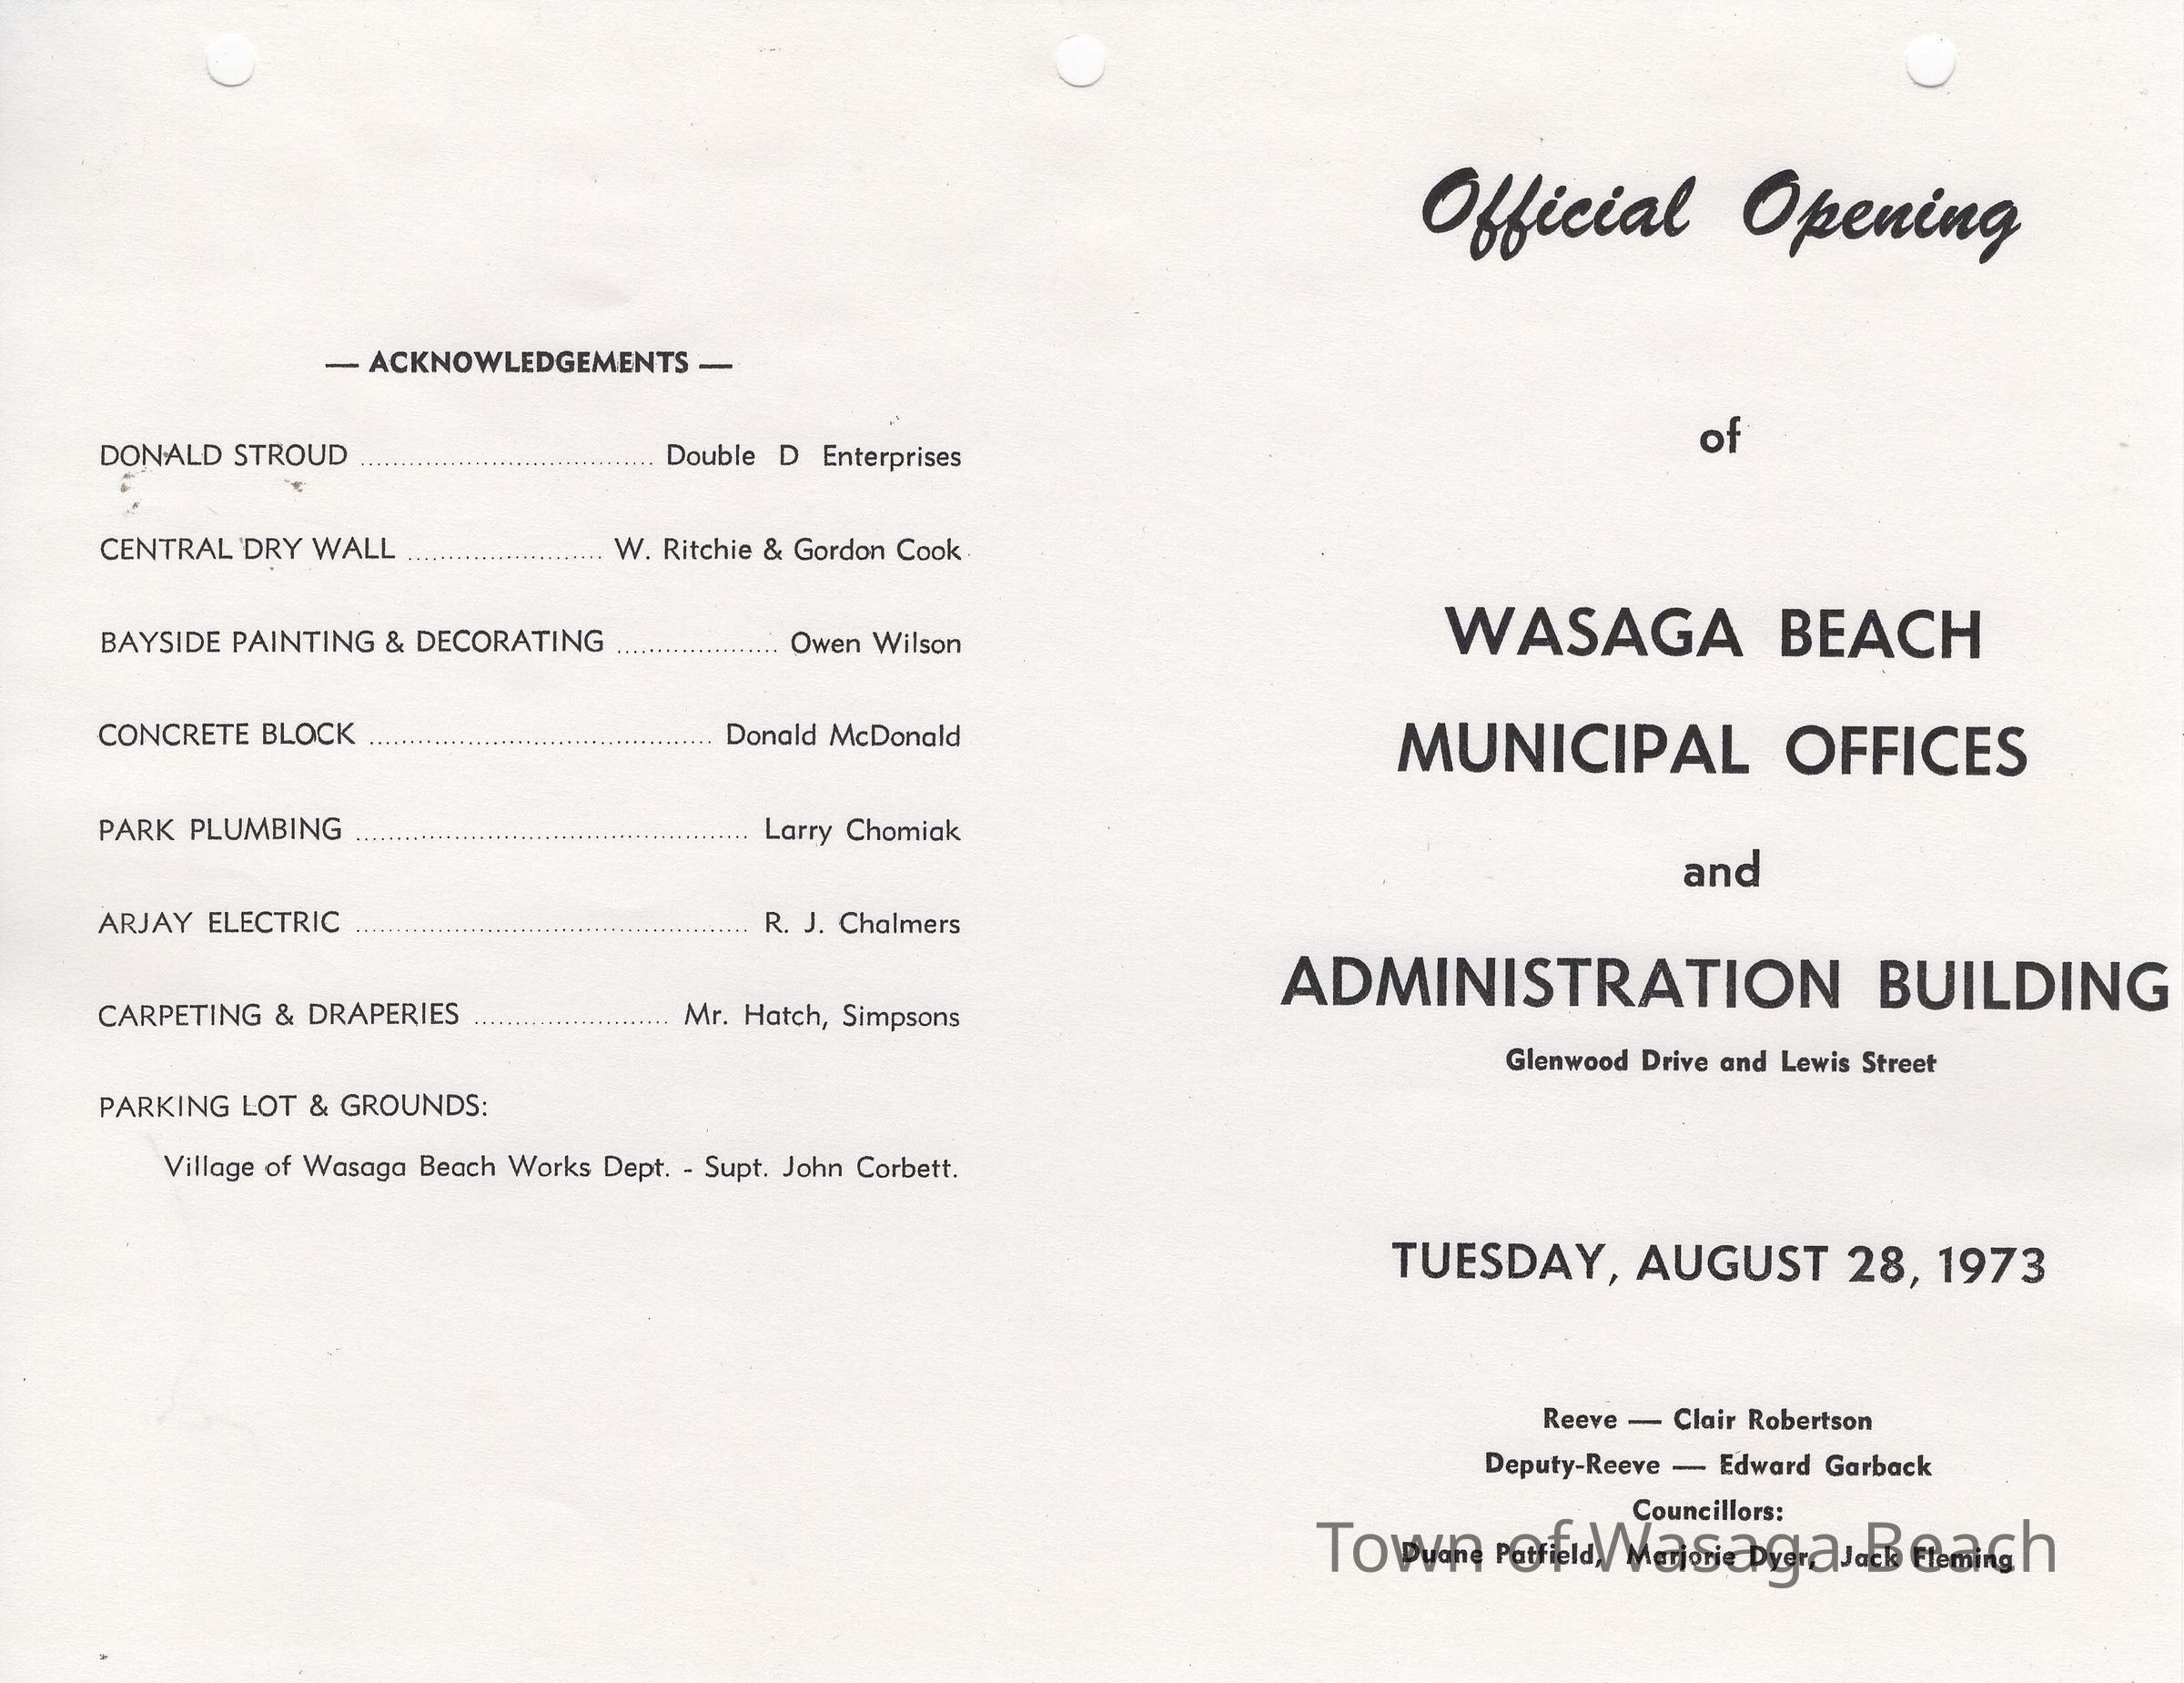 — ACKNOWLEDGEMENTS —
DONALD STROUD .................................... Double D Enterprises
CENTRAL DRY WALL ........................ W. Ritchie & Gordon Cook
BAYSIDE PAINTING & DECORATING .................... Owen Wilson
CONCRETE BLOCK .......................................... Donald McDonald
PARK PLUMBING ................................................ Larry Chomiak
ARJAY ELECTRIC ................................................ R. J. Chalmers
CARPETING & DRAPERIES ........................ Mr. Hatch, Simpsons
PARKING LOT & GROUNDS:
Village of Wasaga Beach Works Dept. - Supt. John Corbett.
Official Opening
of
WASAGA BEACH
MUNICIPAL OFFICES
and
ADMINISTRATION BUILDING
Glenwood Drive and Lewis Street
TUESDAY, AUGUST 28, 1973
Reeve — Clair Robertson
Deputy-Reeve — Edward Garback
Councillors:
Duane Patfield, Marjorie Dyer, Jack Fleming
Town of Wasaga Beach